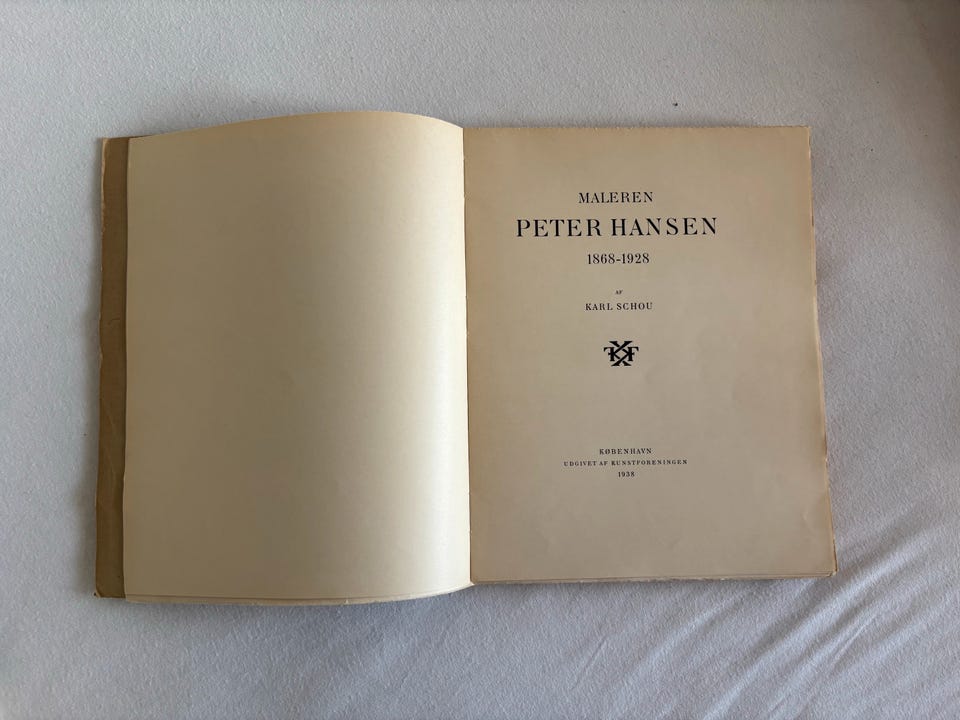 MALEREN
PETER HANSEN
1868-1928
AF
KARL SCHOU
KØBENHAVN
UDGIVET AF KUNSTFORENINGEN
1938